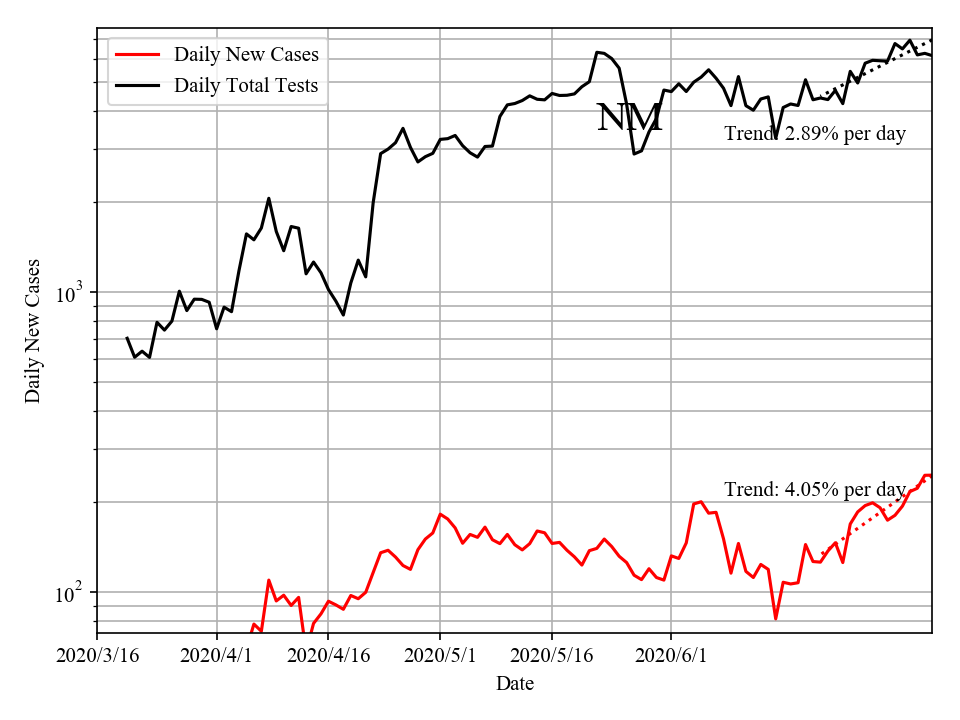 Daily New Cases
Daily Total Tests
NM
Trend: 2.89% per day
10³
Daily New Cases
Trend: 4.05% per day
10²
2020/3/16
2020/4/1
2020/4/16
2020/5/1
2020/5/16
2020/6/1
Date